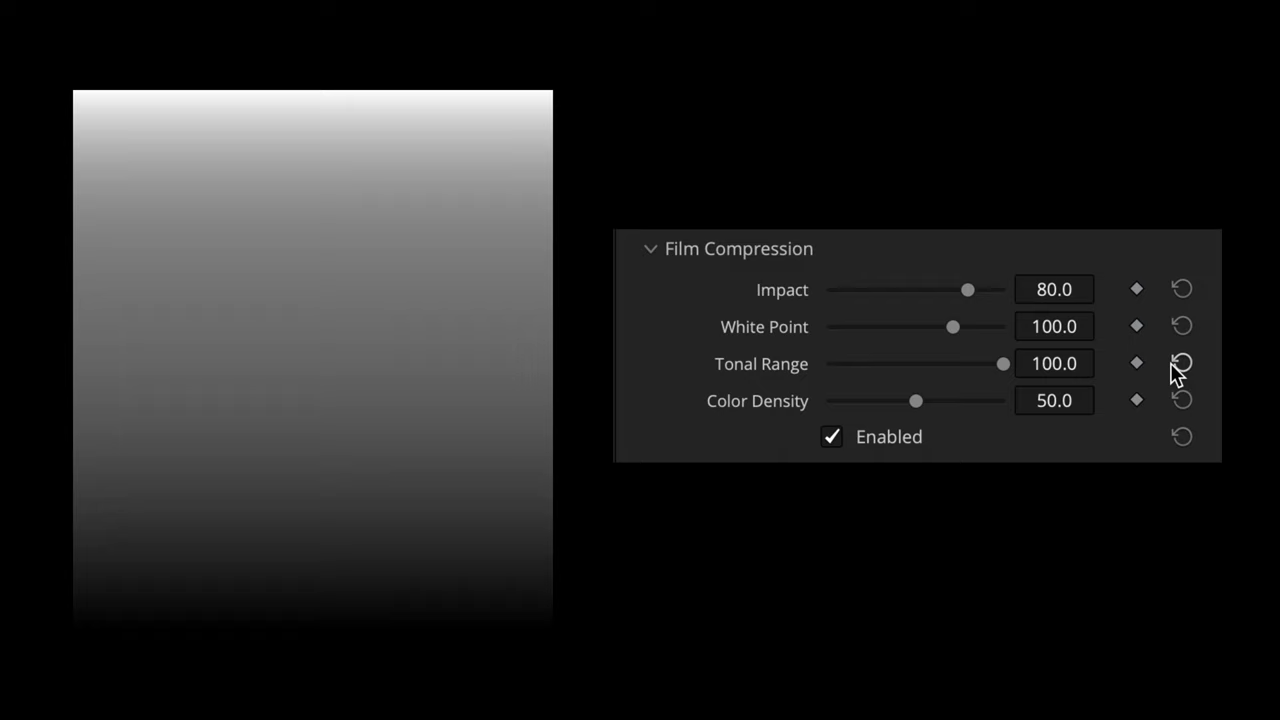 Film Compression
Impact 80.0
White Point 100.0
Tonal Range 100.0
Color Density 50.0
Enabled